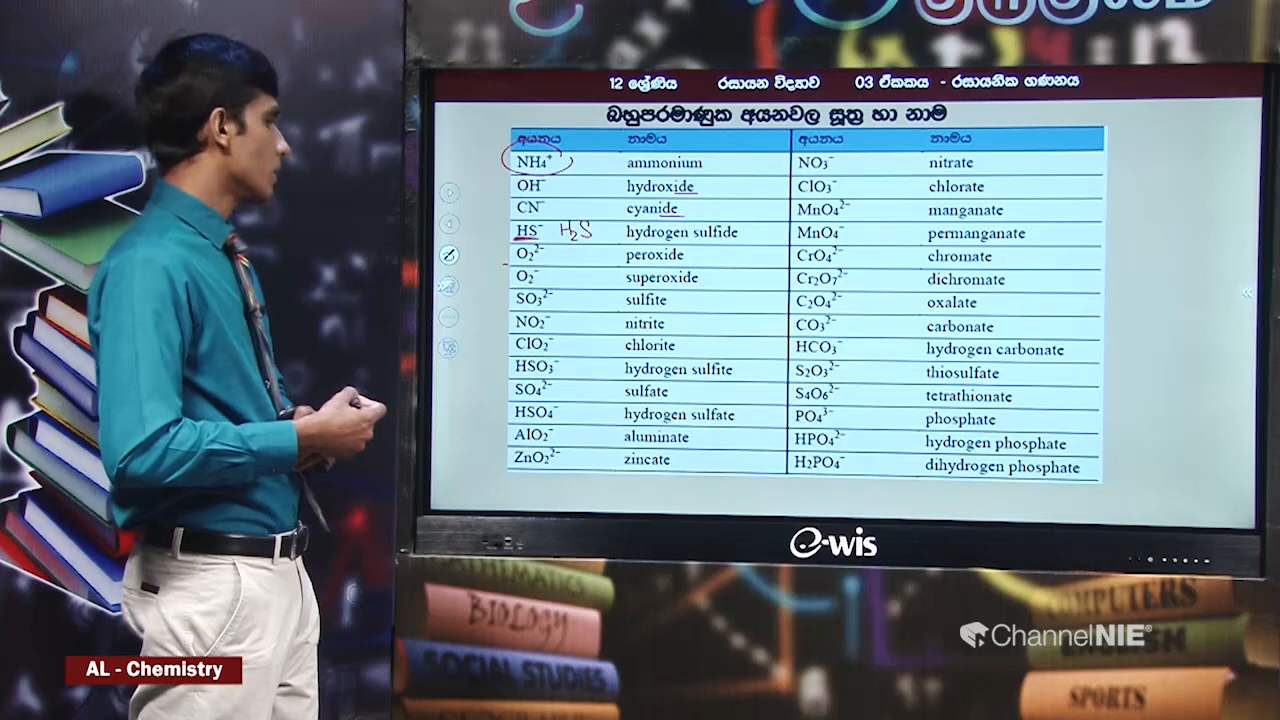 12 ශ්‍රේණිය රසායන විද්‍යාව 03 ඒකකය - රසායනික ගණනය
බහුපරමාණුක අයනවල සූත්‍ර හා නාම
අයනය නාමය අයනය නාමය
NH₄⁺ ammonium NO₃⁻ nitrate
OH⁻ hydroxide ClO₃⁻ chlorate
CN⁻ cyanide MnO₄²⁻ manganate
HS⁻ H₂S hydrogen sulfide MnO₄⁻ permanganate
O₂²⁻ peroxide CrO₄²⁻ chromate
O₂⁻ superoxide Cr₂O₇²⁻ dichromate
SO₃²⁻ sulfite C₂O₄²⁻ oxalate
NO₂⁻ nitrite CO₃²⁻ carbonate
ClO₂⁻ chlorite HCO₃⁻ hydrogen carbonate
HSO₃⁻ hydrogen sulfite S₂O₃²⁻ thiosulfate
SO₄²⁻ sulfate S₄O₆²⁻ tetrathionate
HSO₄⁻ hydrogen sulfate PO₄³⁻ phosphate
AlO₂⁻ aluminate HPO₄²⁻ hydrogen phosphate
ZnO₂²⁻ zincate H₂PO₄⁻ dihydrogen phosphate
e-wis
MATHEMATICS
BIOLOGY
SOCIAL STUDIES
COMPUTERS
ENGLISH
SPORTS
ChannelNIE®
AL - Chemistry